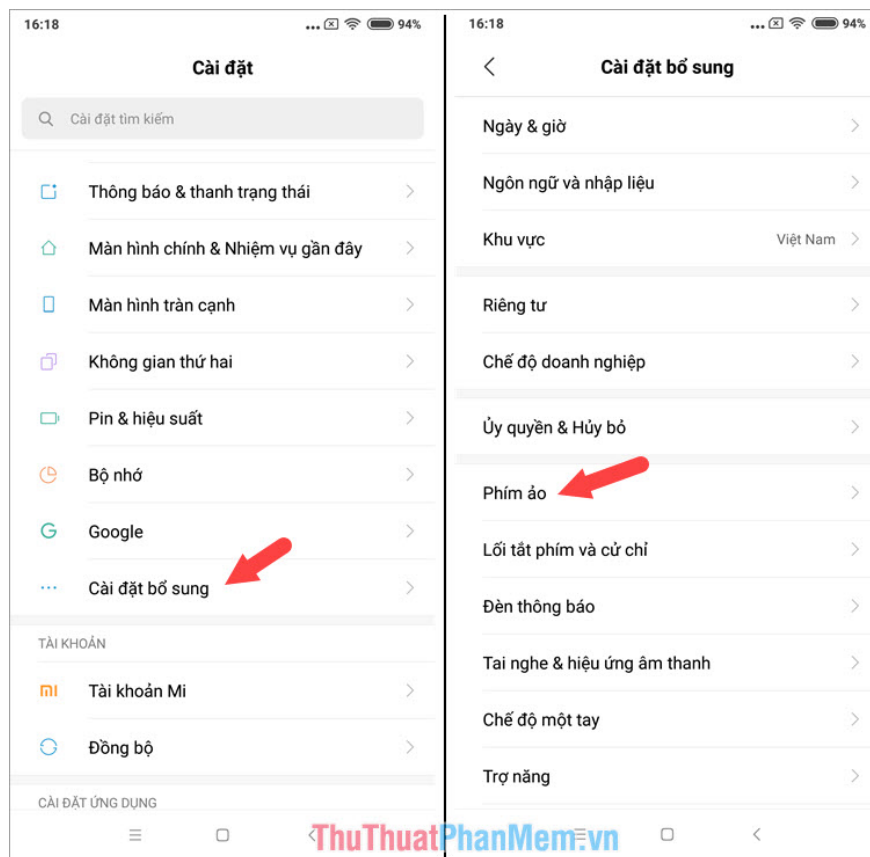 16:18
94%
Cài đặt
Cài đặt tìm kiếm
Thông báo & thanh trạng thái
Màn hình chính & Nhiệm vụ gần đây
Màn hình tràn cạnh
Không gian thứ hai
Pin & hiệu suất
Bộ nhớ
Google
Cài đặt bổ sung
TÀI KHOẢN
Tài khoản Mi
Đồng bộ
CÀI ĐẶT ỨNG DỤNG
16:18
94%
Cài đặt bổ sung
Ngày & giờ
Ngôn ngữ và nhập liệu
Khu vực Việt Nam
Riêng tư
Chế độ doanh nghiệp
Ủy quyền & Hủy bỏ
Phím ảo
Lối tắt phím và cử chỉ
Đèn thông báo
Tai nghe & hiệu ứng âm thanh
Chế độ một tay
Trợ năng
ThuThuatPhanMem.vn